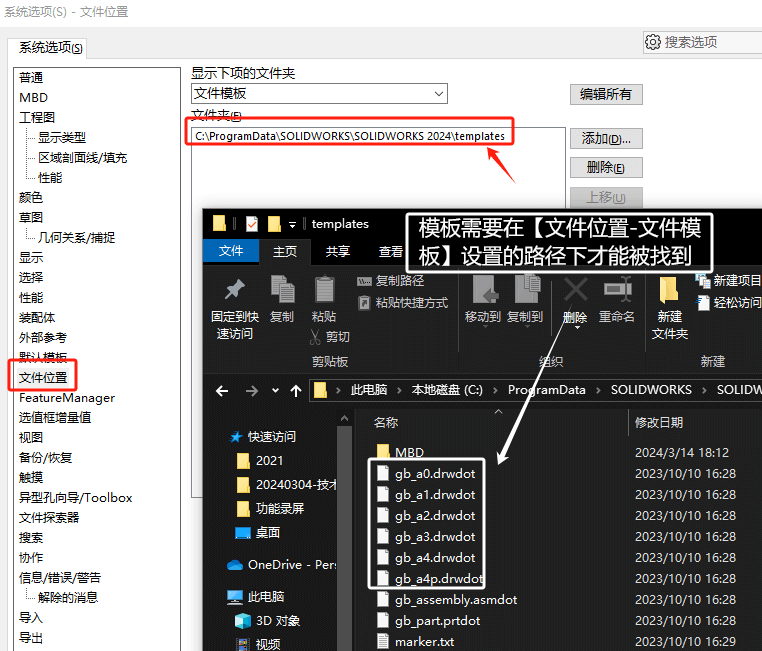 系统选项(S) - 文件位置
系统选项(S)
搜索选项
普通
MBD
工程图
显示类型
区域剖面线/填充
性能
颜色
草图
几何关系/捕捉
显示
选择
性能
装配体
外部参考
默认模板
文件位置
FeatureManager
选值框增量值
视图
备份/恢复
触摸
异型孔向导/Toolbox
文件探索器
搜索
协作
信息/错误/警告
解除的消息
导入
导出
显示下项的文件夹
文件模板
编辑所有
文件夹(F)
C:\ProgramData\SOLIDWORKS\SOLIDWORKS 2024\templates
添加(D)...
删除(E)
上移(U)
模板需要在【文件位置-文件模
板】设置的路径下才能被找到
templates
文件 主页 共享 查看
固定到快
速访问
复制
粘贴
复制路径
粘贴快捷方式
剪切
剪贴板
移动到 复制到 删除 重命名
组织
新建
文件夹
新建项目
轻松访问
新建
此电脑 本地磁盘 (C:) ProgramData SOLIDWORKS SOLIDW
快速访问
2021
20240304-技术
功能录屏
桌面
OneDrive - Pers
此电脑
3D 对象
视频
名称 修改日期
MBD 2024/3/14 18:12
gb_a0.drwdot 2023/10/10 16:28
gb_a1.drwdot 2023/10/10 16:28
gb_a2.drwdot 2023/10/10 16:28
gb_a3.drwdot 2023/10/10 16:28
gb_a4.drwdot 2023/10/10 16:28
gb_a4p.drwdot 2023/10/10 16:28
gb_assembly.asmdot 2023/10/10 16:28
gb_part.prtdot 2023/10/10 16:28
marker.txt 2023/10/10 16:29